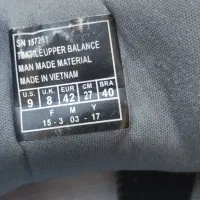 SN 157251
TEXTILE UPPER BALANCE
MAN MADE MATERIAL
MADE IN VIETNAM
U.S. U.K. EUR CM BRA
9 8 42 27 40
F M Y
15 - 3 03 - 17